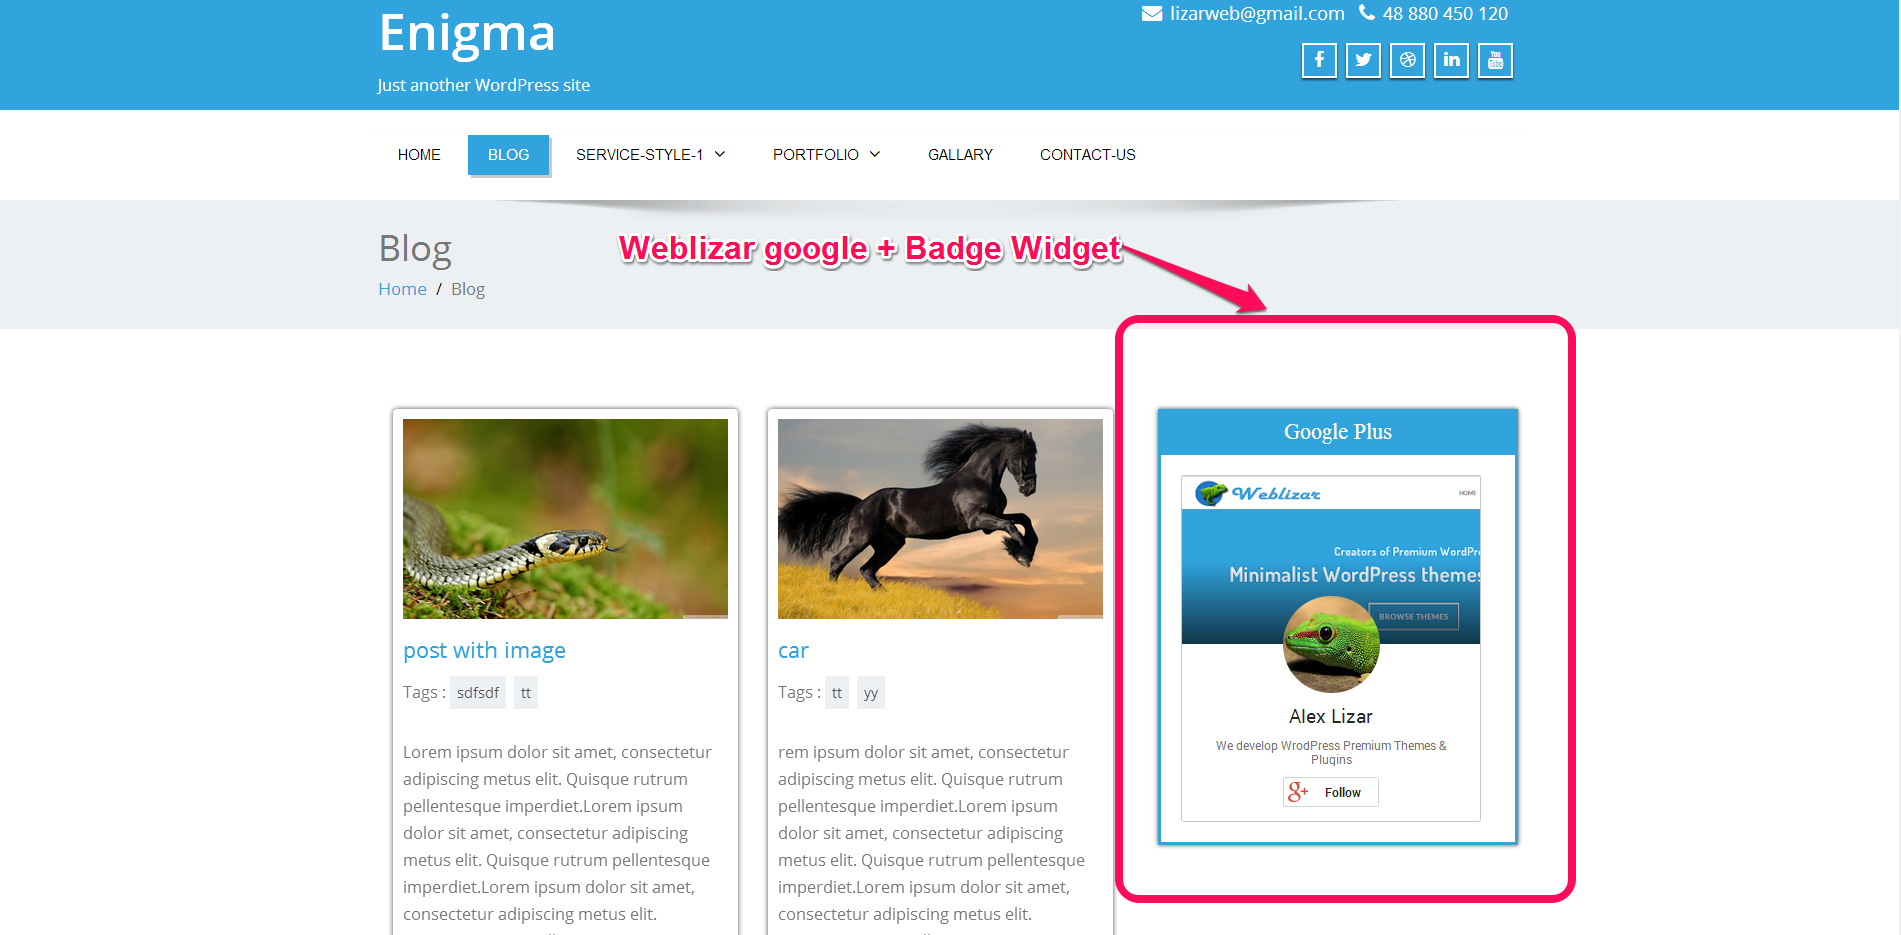 Enigma
Just another WordPress site
lizarweb@gmail.com 48 880 450 120
You
Tube
HOME BLOG SERVICE-STYLE-1 PORTFOLIO GALLARY CONTACT-US
Blog
Home / Blog
Weblizar google + Badge Widget
post with image
Tags : sdfsdf tt
Lorem ipsum dolor sit amet, consectetur
adipiscing metus elit. Quisque rutrum
pellentesque imperdiet.Lorem ipsum
dolor sit amet, consectetur adipiscing
metus elit. Quisque rutrum pellentesque
imperdiet.Lorem ipsum dolor sit amet,
consectetur adipiscing metus elit.
car
Tags : tt yy
rem ipsum dolor sit amet, consectetur
adipiscing metus elit. Quisque rutrum
pellentesque imperdiet.Lorem ipsum
dolor sit amet, consectetur adipiscing
metus elit. Quisque rutrum pellentesque
imperdiet.Lorem ipsum dolor sit amet,
consectetur adipiscing metus elit.
Google Plus
Weblizar HOME
Creators of Premium WordPr
Minimalist WordPress themes
BROWSE THEMES
Alex Lizar
We develop WrodPress Premium Themes &
Plugins
g+ Follow